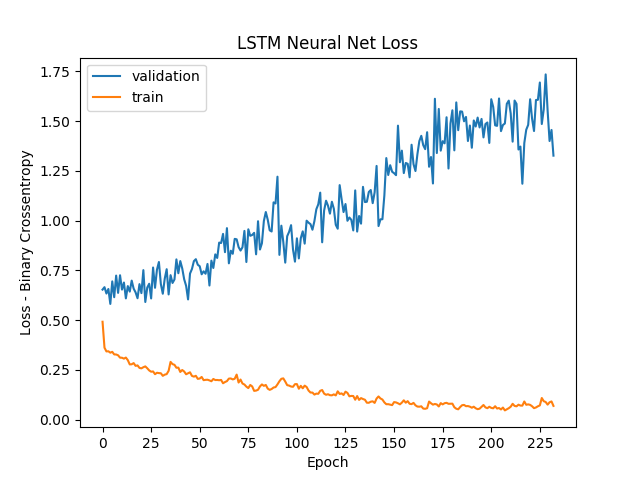 LSTM Neural Net Loss
validation
train
Loss - Binary Crossentropy
1.75
1.50
1.25
1.00
0.75
0.50
0.25
0.00
0 25 50 75 100 125 150 175 200 225
Epoch